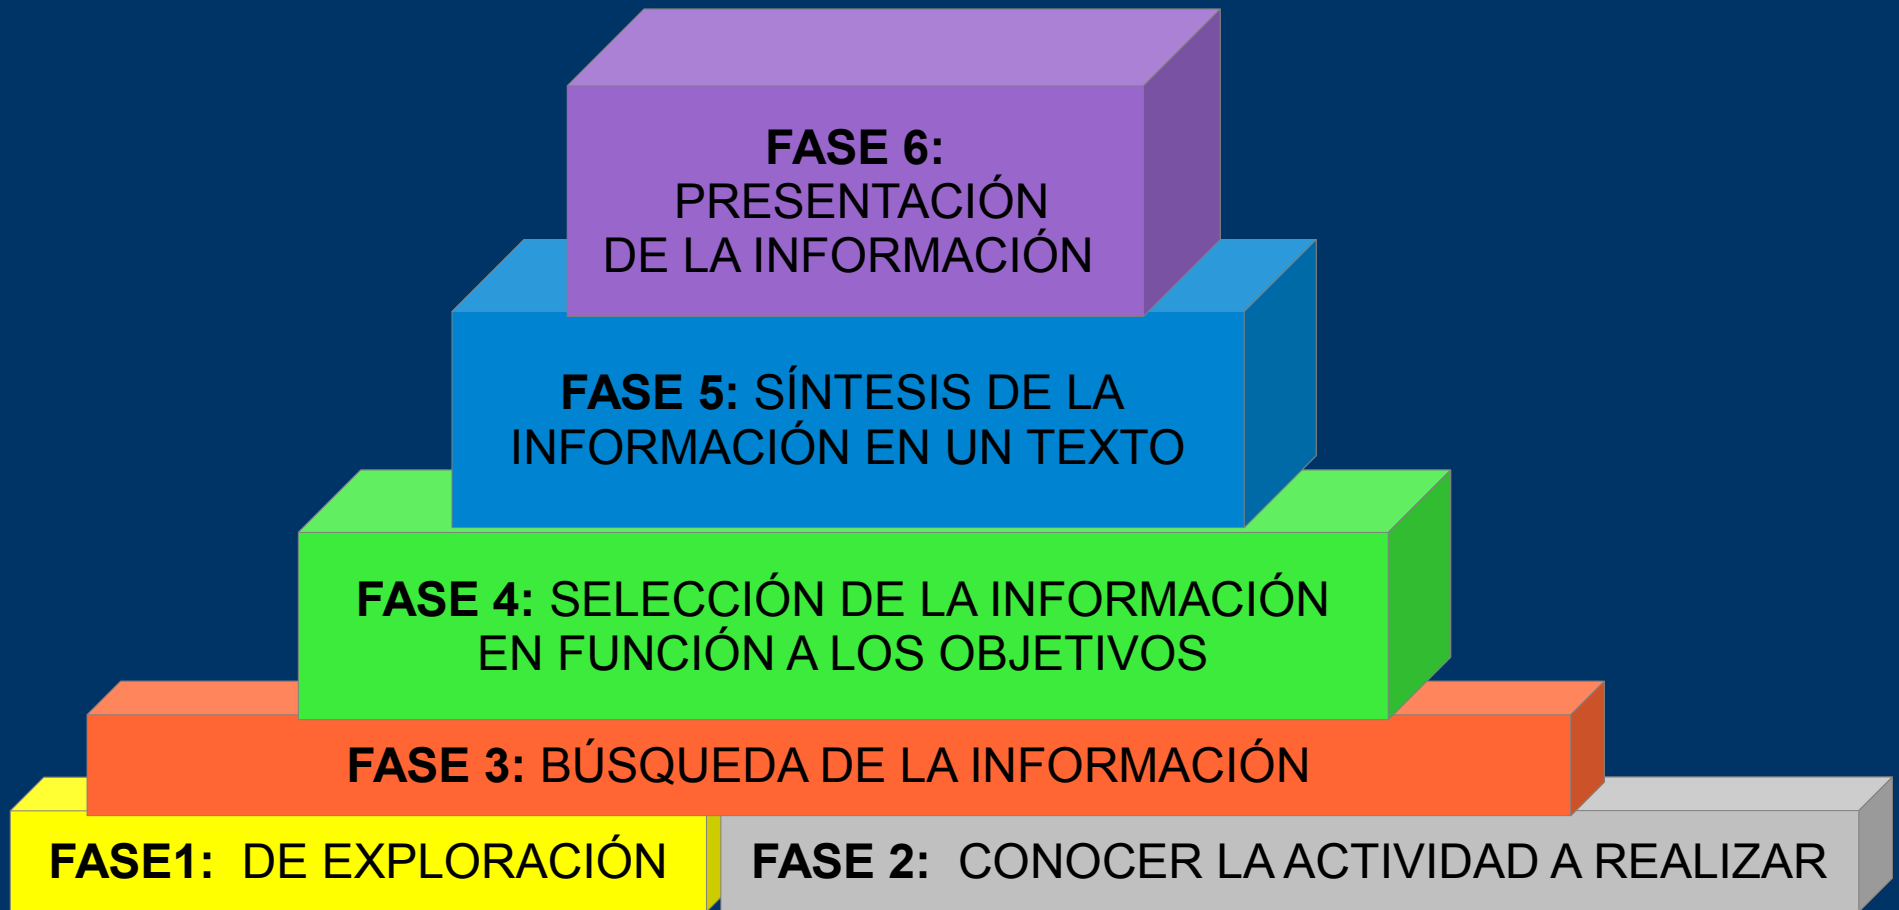 FASE 6:
PRESENTACIÓN
DE LA INFORMACIÓN
FASE 5: SÍNTESIS DE LA
INFORMACIÓN EN UN TEXTO
FASE 4: SELECCIÓN DE LA INFORMACIÓN
EN FUNCIÓN A LOS OBJETIVOS
FASE 3: BÚSQUEDA DE LA INFORMACIÓN
FASE1: DE EXPLORACIÓN
FASE 2: CONOCER LA ACTIVIDAD A REALIZAR